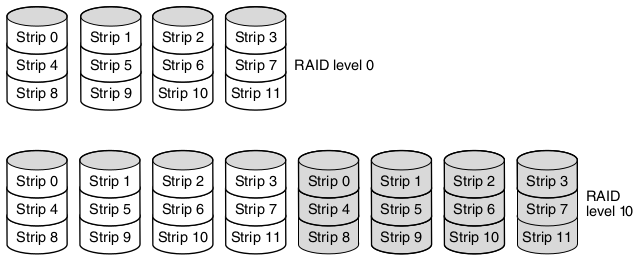 Strip 0 Strip 1 Strip 2 Strip 3
Strip 4 Strip 5 Strip 6 Strip 7 RAID level 0
Strip 8 Strip 9 Strip 10 Strip 11
Strip 0 Strip 1 Strip 2 Strip 3 Strip 0 Strip 1 Strip 2 Strip 3
RAID
Strip 4 Strip 5 Strip 6 Strip 7 Strip 4 Strip 5 Strip 6 Strip 7
level 10
Strip 8 Strip 9 Strip 10 Strip 11 Strip 8 Strip 9 Strip 10 Strip 11